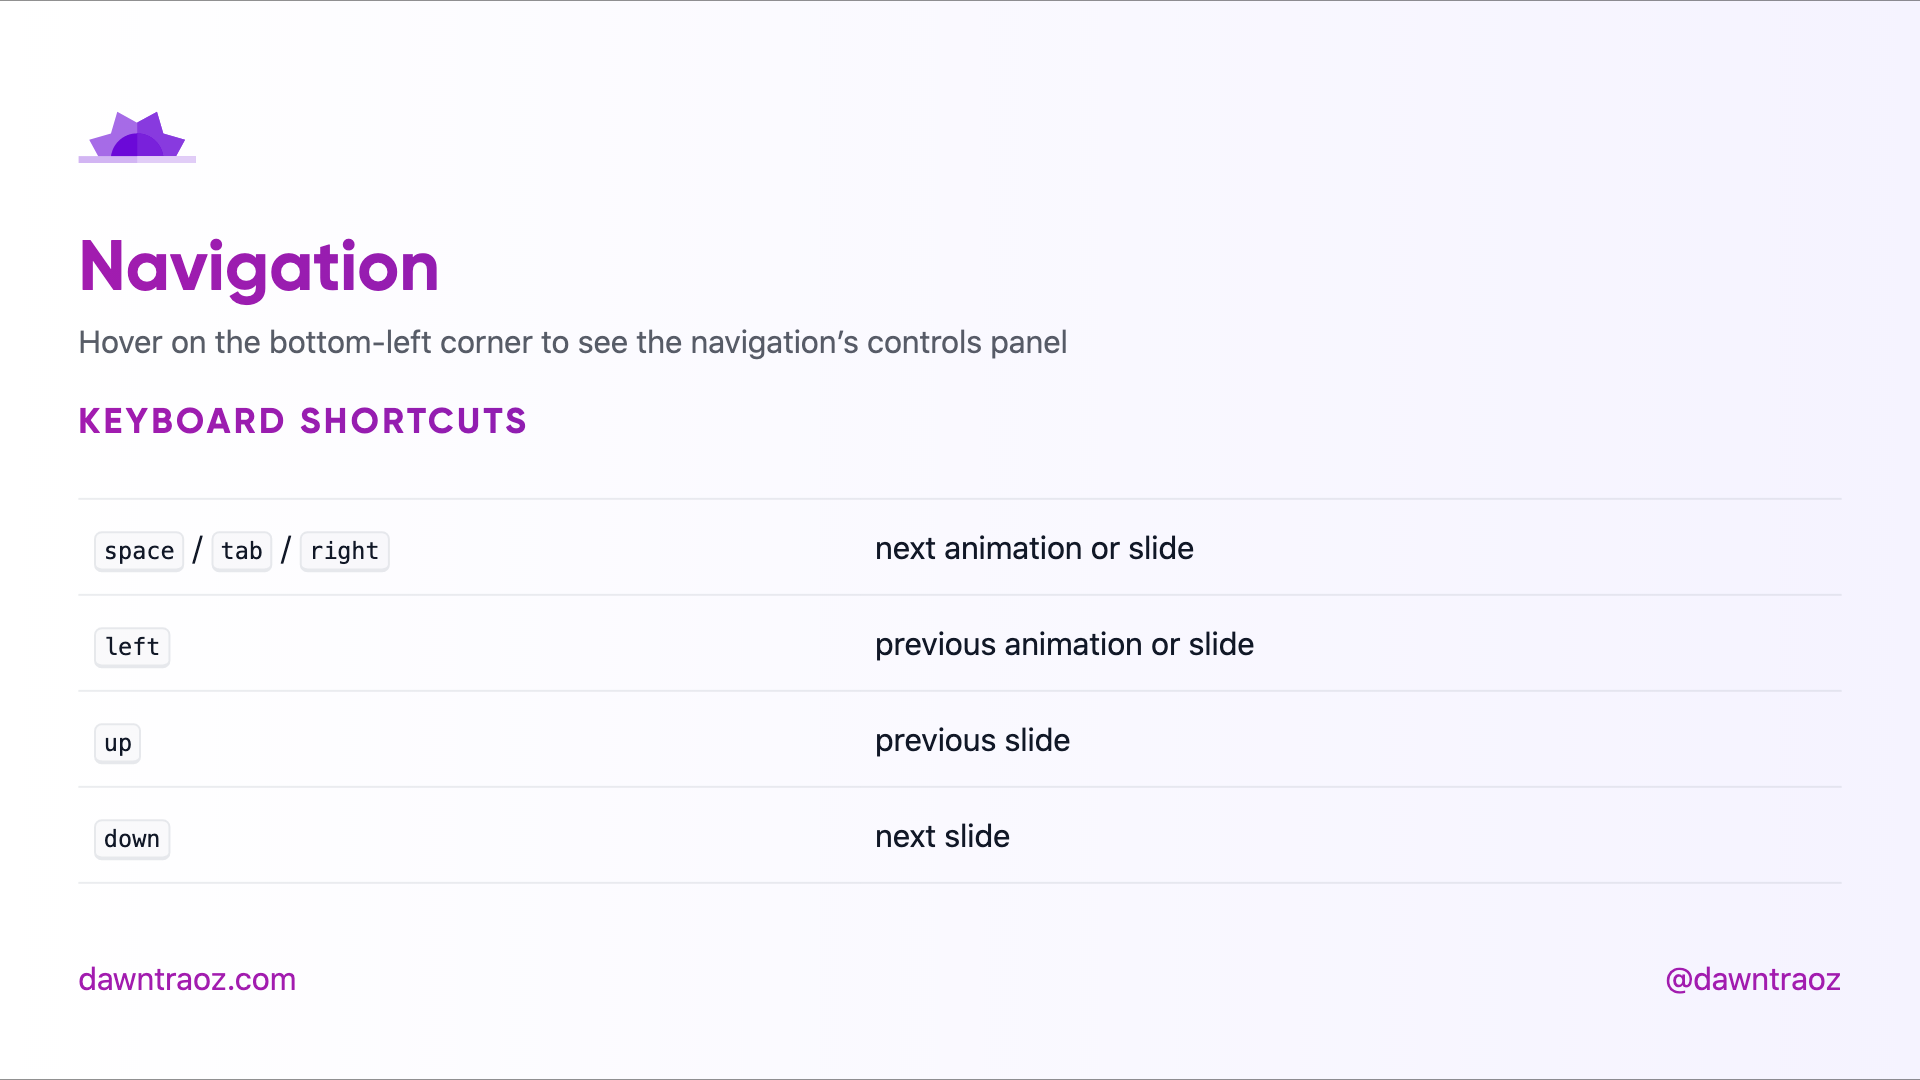 Navigation
Hover on the bottom-left corner to see the navigation’s controls panel
KEYBOARD SHORTCUTS
space / tab / right next animation or slide
left previous animation or slide
up previous slide
down next slide
dawntraoz.com @dawntraoz